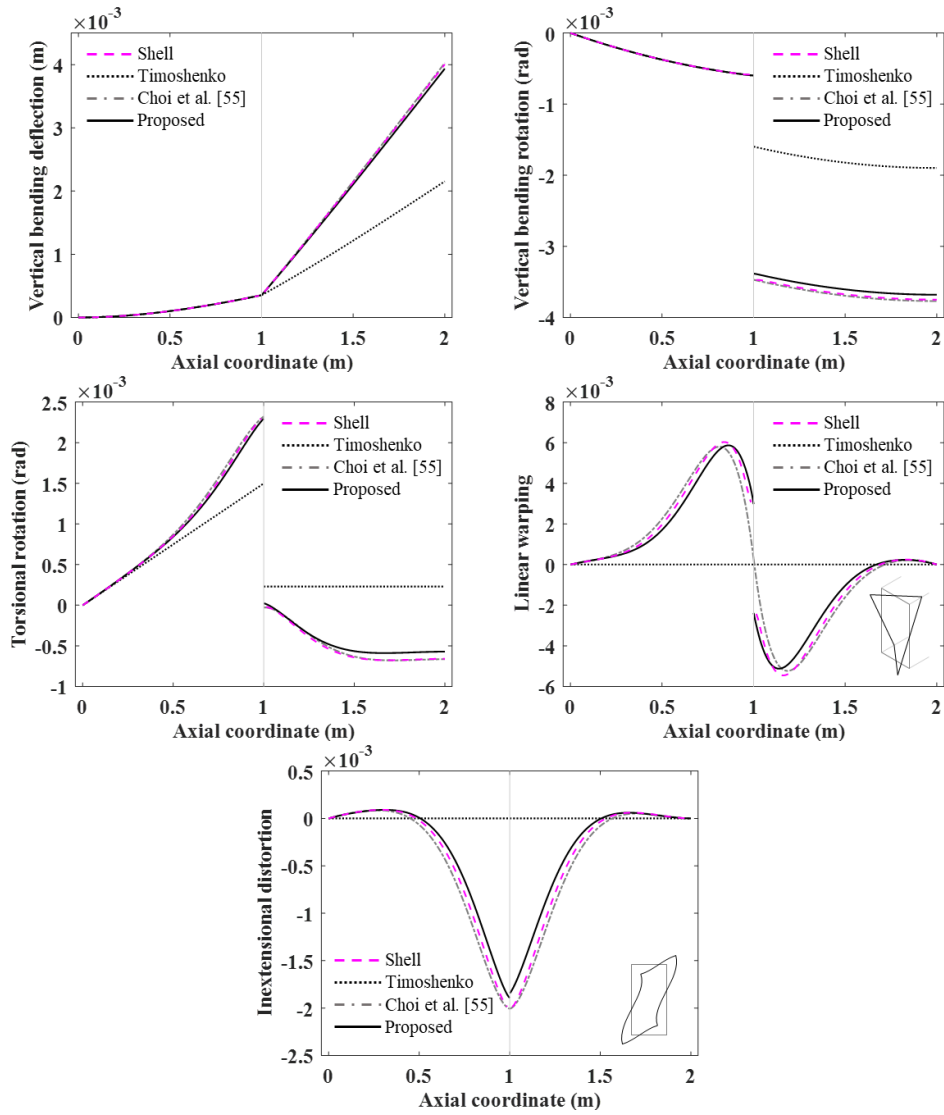 ×10⁻³
4
3
2
1
0
Vertical bending deflection (m)
Shell
Timoshenko
Choi et al. [55]
Proposed
0 0.5 1 1.5 2
Axial coordinate (m)
×10⁻³
0
-1
-2
-3
-4
Vertical bending rotation (rad)
Shell
Timoshenko
Choi et al. [55]
Proposed
0 0.5 1 1.5 2
Axial coordinate (m)
×10⁻³
2.5
2
1.5
1
0.5
0
-0.5
-1
Torsional rotation (rad)
Shell
Timoshenko
Choi et al. [55]
Proposed
0 0.5 1 1.5 2
Axial coordinate (m)
×10⁻³
8
6
4
2
0
-2
-4
-6
Linear warping
Shell
Timoshenko
Choi et al. [55]
Proposed
0 0.5 1 1.5 2
Axial coordinate (m)
×10⁻³
0.5
0
-0.5
-1
-1.5
-2
-2.5
Inextensional distortion
Shell
Timoshenko
Choi et al. [55]
Proposed
0 0.5 1 1.5 2
Axial coordinate (m)